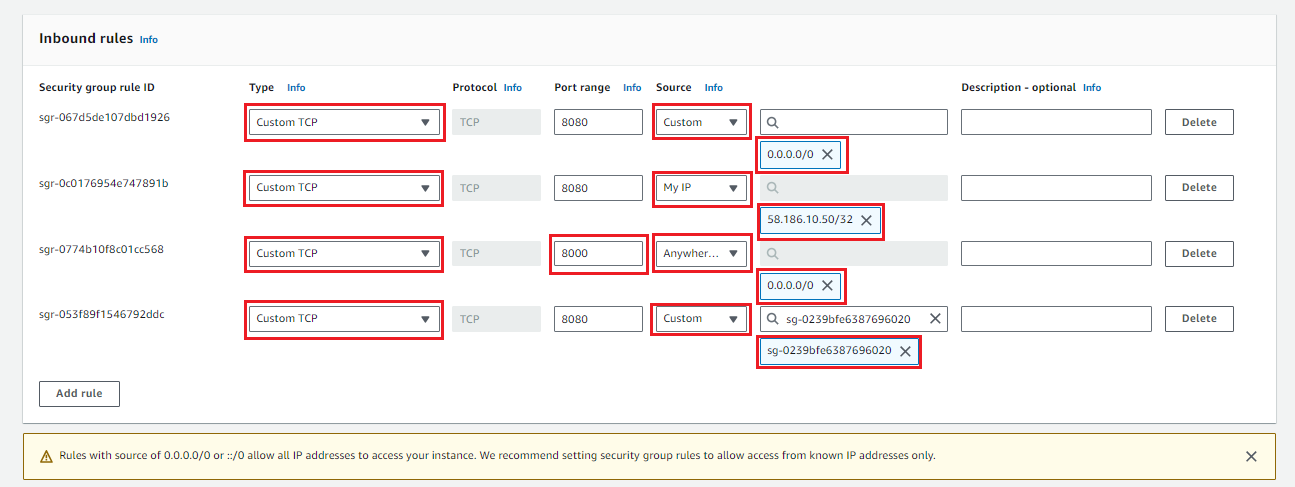 Inbound rules Info
Security group rule ID Type Info Protocol Info Port range Info Source Info Description - optional Info
sgr-067d5de107dbd1926 Custom TCP TCP 8080 Custom Delete
0.0.0.0/0
sgr-0c0176954e747891b Custom TCP TCP 8080 My IP Delete
58.186.10.50/32
sgr-0774b10f8c01cc568 Custom TCP TCP 8000 Anywher... Delete
0.0.0.0/0
sgr-053f89f1546792ddc Custom TCP TCP 8080 Custom sg-0239bfe6387696020 Delete
sg-0239bfe6387696020
Add rule
Rules with source of 0.0.0.0/0 or ::/0 allow all IP addresses to access your instance. We recommend setting security group rules to allow access from known IP addresses only.